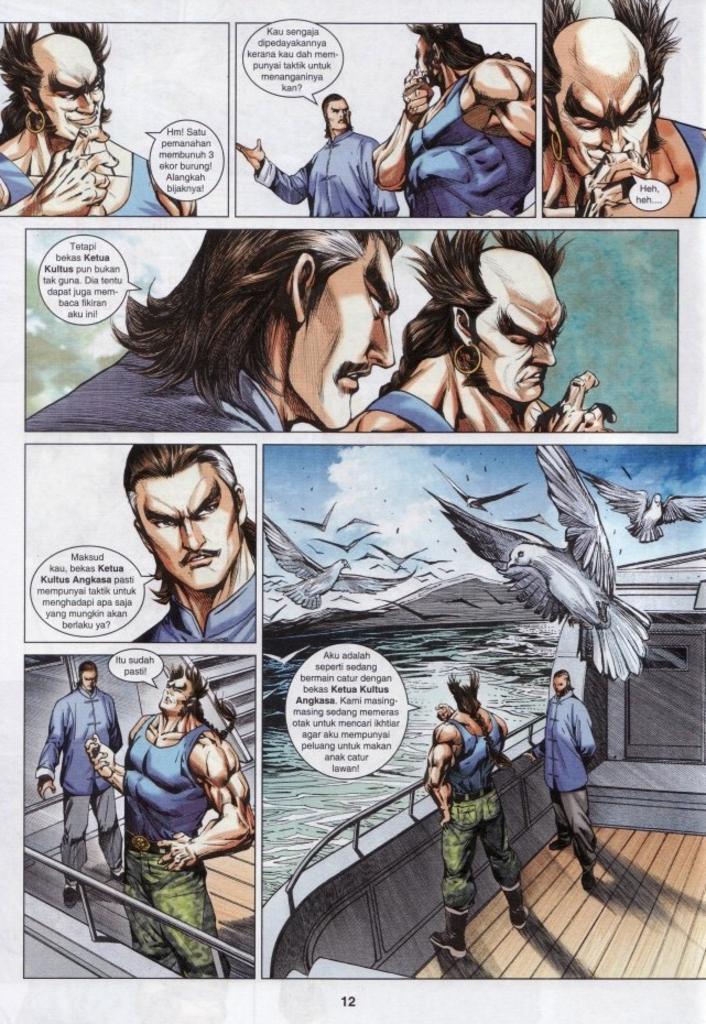 Hm! Satu
pemanahan
membunuh 3
ekor burung!
Alangkah
bijaknya!
Kau sengaja
dipedayakannya
kerana kau dah mem-
punyai taktik untuk
menanganinya
kan?
Heh,
heh....
Tetapi
bekas Ketua
Kultus pun bukan
tak guna. Dia tentu
dapat juga mem-
baca fikiran
aku ini!
Maksud
kau, bekas Ketua
Kultus Angkasa pasti
mempunyai taktik untuk
menghadapi apa saja
yang mungkin akan
berlaku ya?
Itu sudah
pasti!
Aku adalah
seperti sedang
bermain catur dengan
bekas Ketua Kultus
Angkasa. Kami masing-
masing sedang memeras
otak untuk mencari ikhtiar
agar aku mempunyai
peluang untuk makan
anak catur
lawan!
12